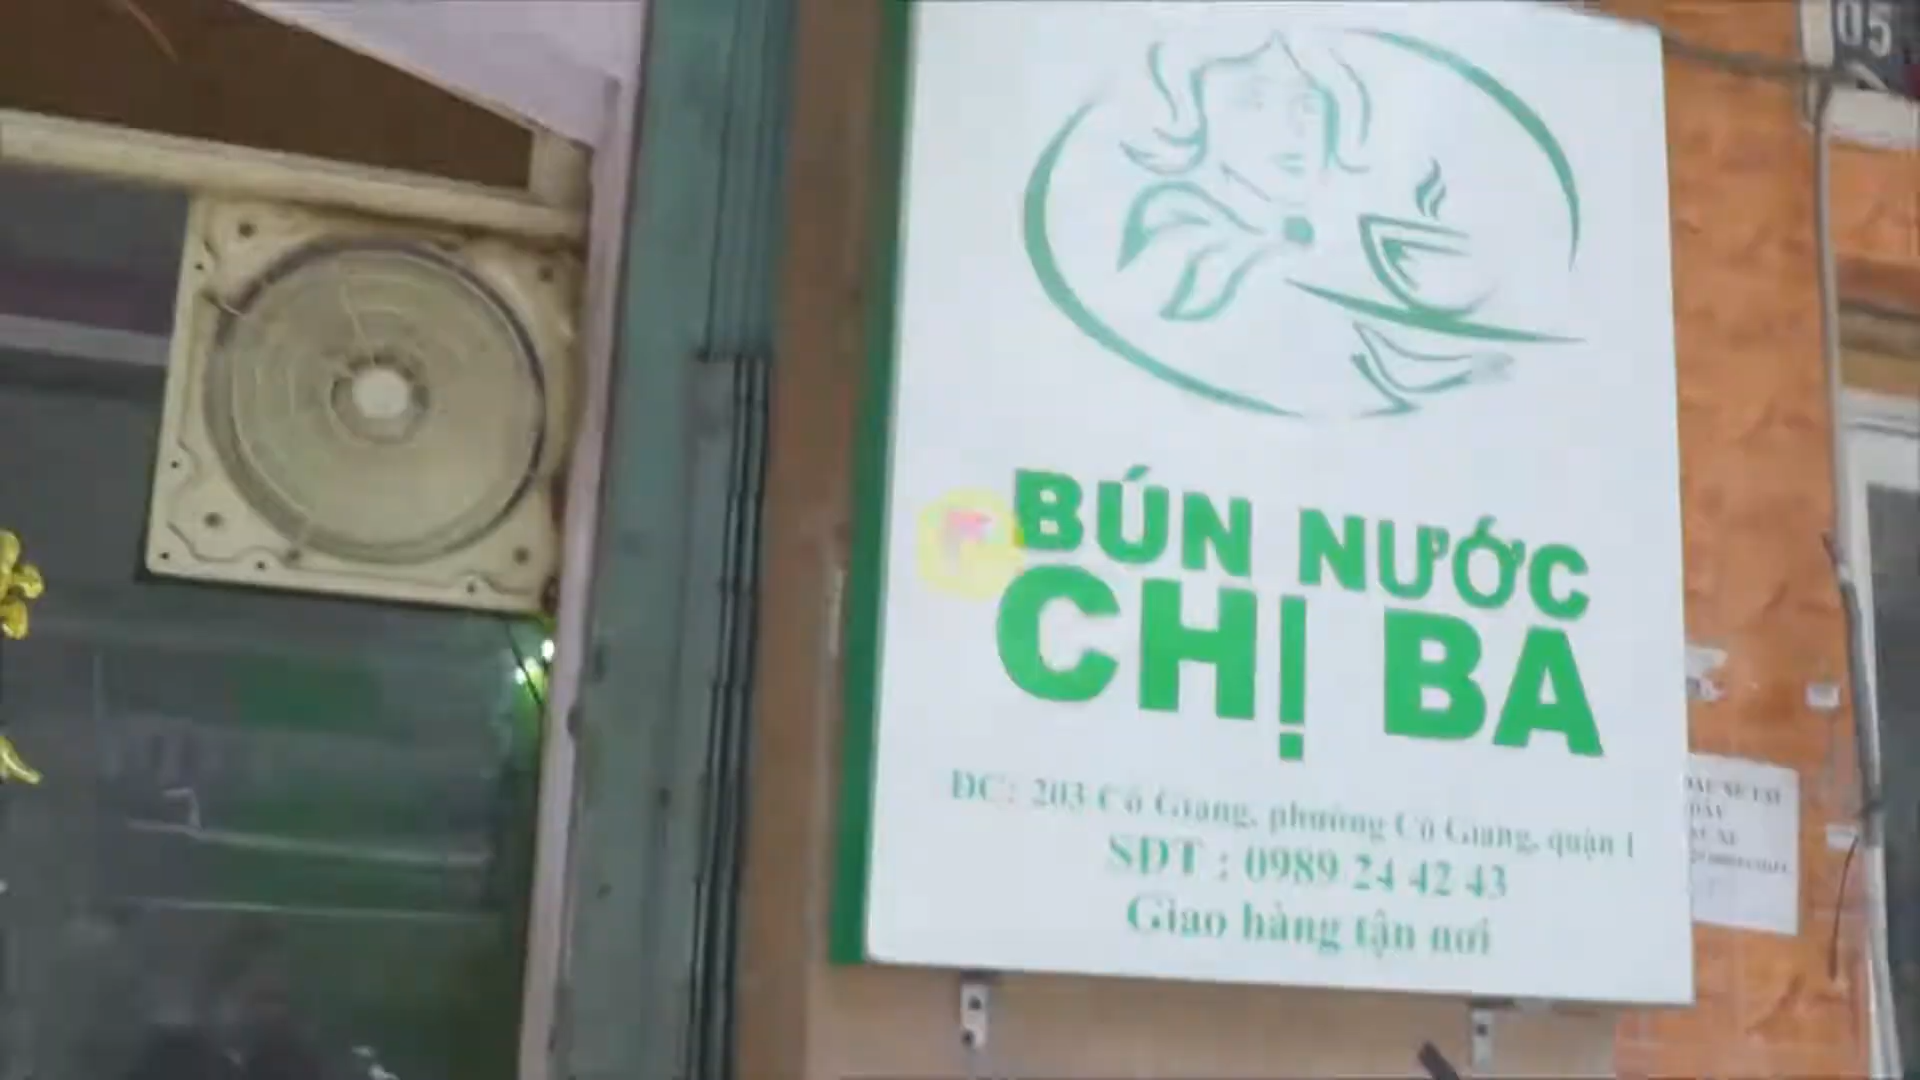 05
BÚN NƯỚC
CHỊ BA
ĐC: 203 Cô Giang, phường Cô Giang, quận 1
SĐT : 0989 24 42 43
Giao hàng tận nơi